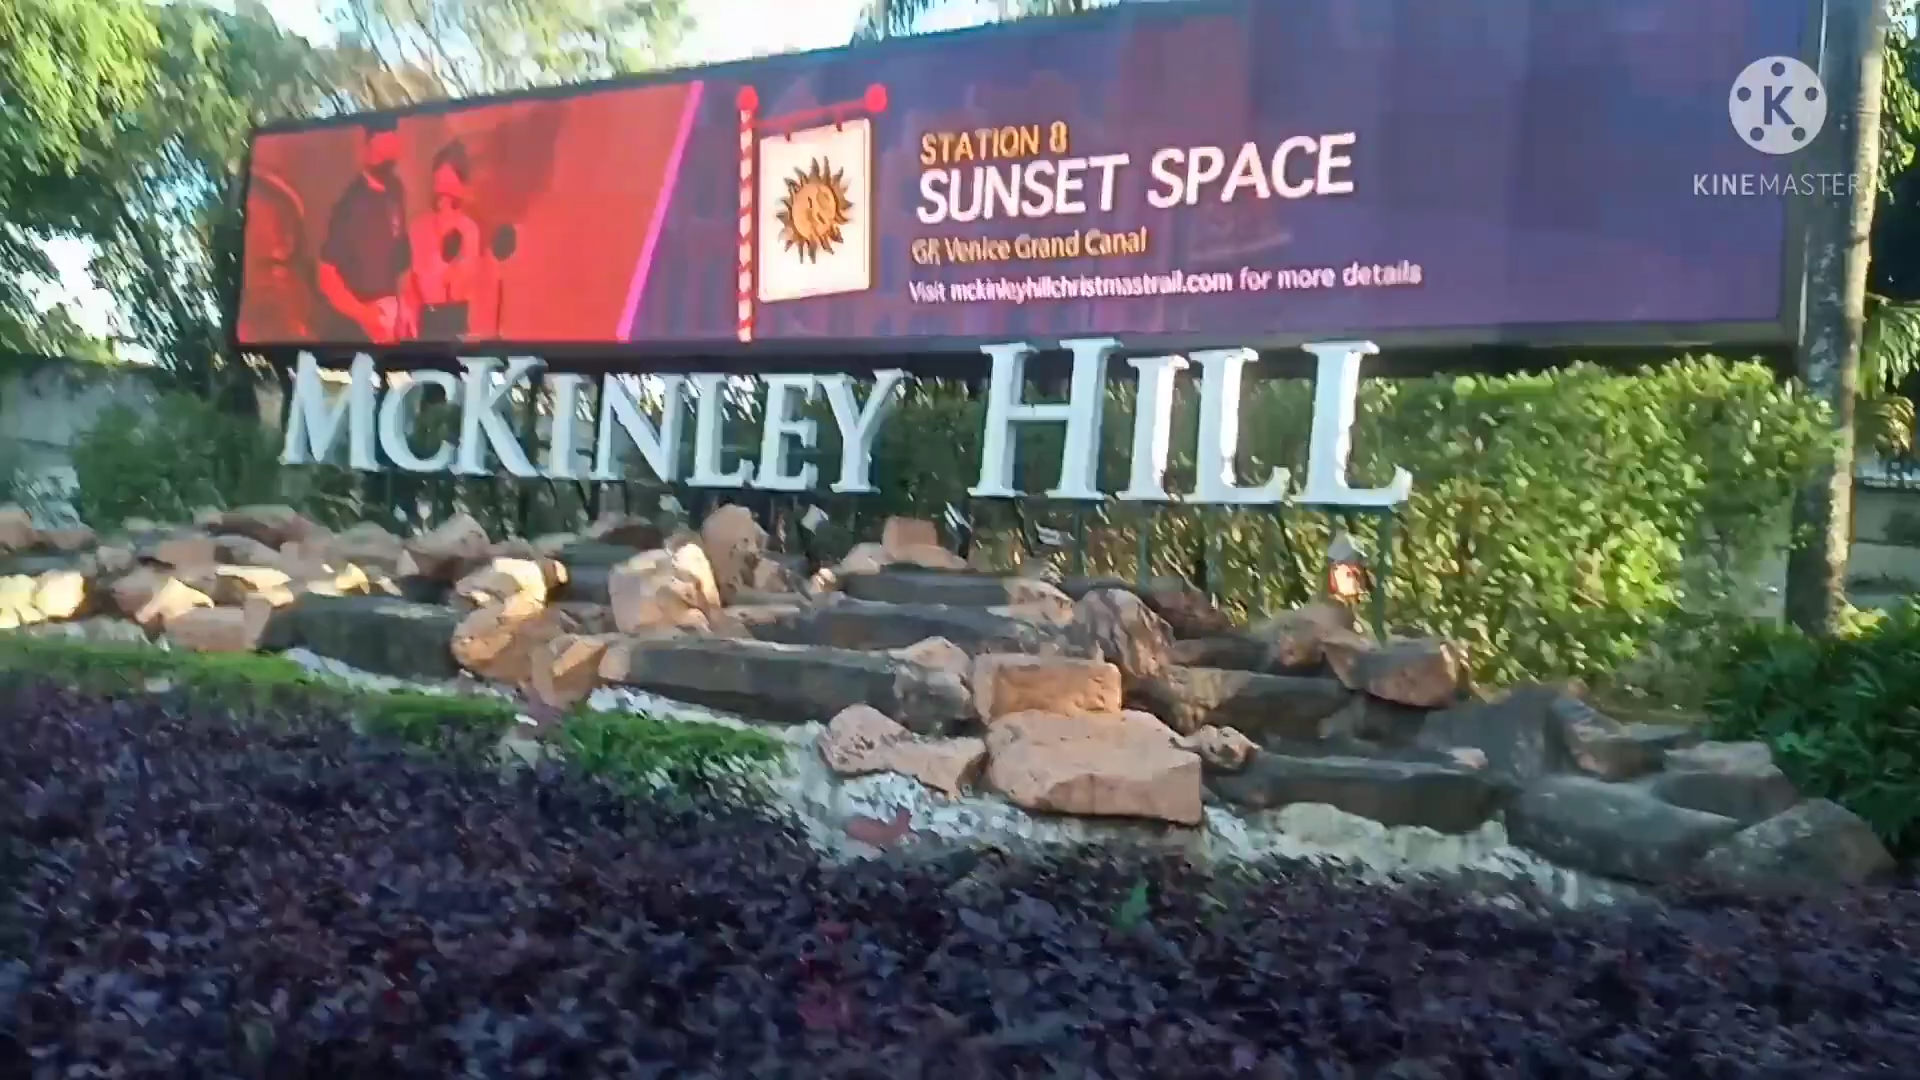 STATION 8
SUNSET SPACE
GF, Venice Grand Canal
Visit mckinleyhillchristmastrail.com for more details
MCKINLEY HILL
K
KINEMASTER